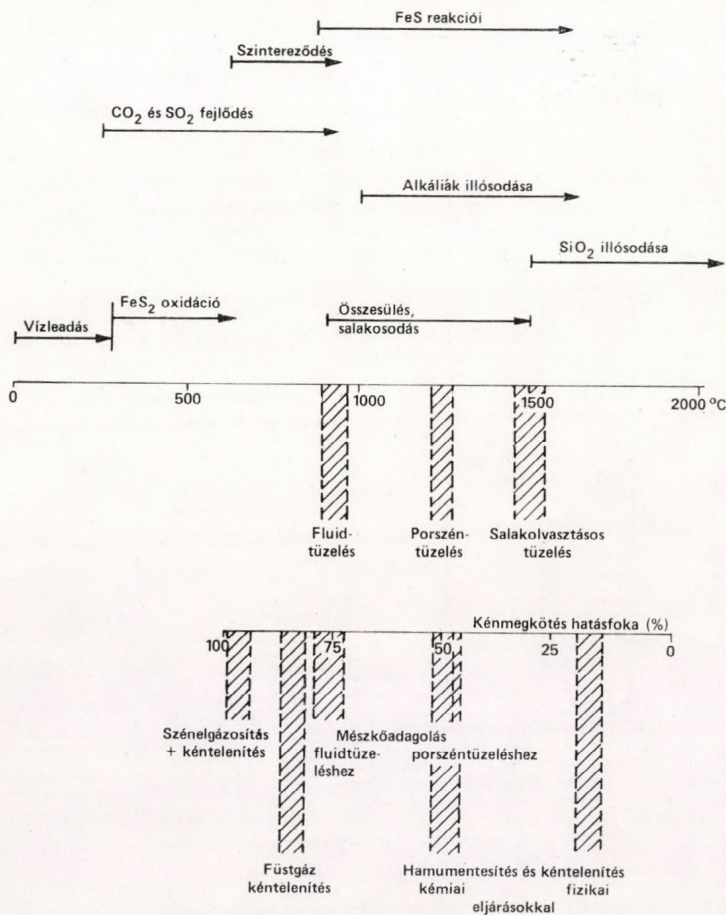 FeS reakciói
Szintereződés
CO₂ és SO₂ fejlődés
Alkáliák illósodása
SiO₂ illósodása
FeS₂ oxidáció
Vízleadás
Összesülés,
salakosodás
0 500 1000 1500 2000 °C
Fluid-
tüzelés
Porszén-
tüzelés
Salakolvasztásos
tüzelés
Kénmegkötés hatásfoka (%)
100 75 50 25 0
Szénelgázosítás
+ kéntelenítés
Mészkőadagolás
fluidtüze-
léshez
porszéntüzeléshez
Füstgáz
kéntelenítés
Hamumentesítés és kéntelenítés
kémiai fizikai
eljárásokkal